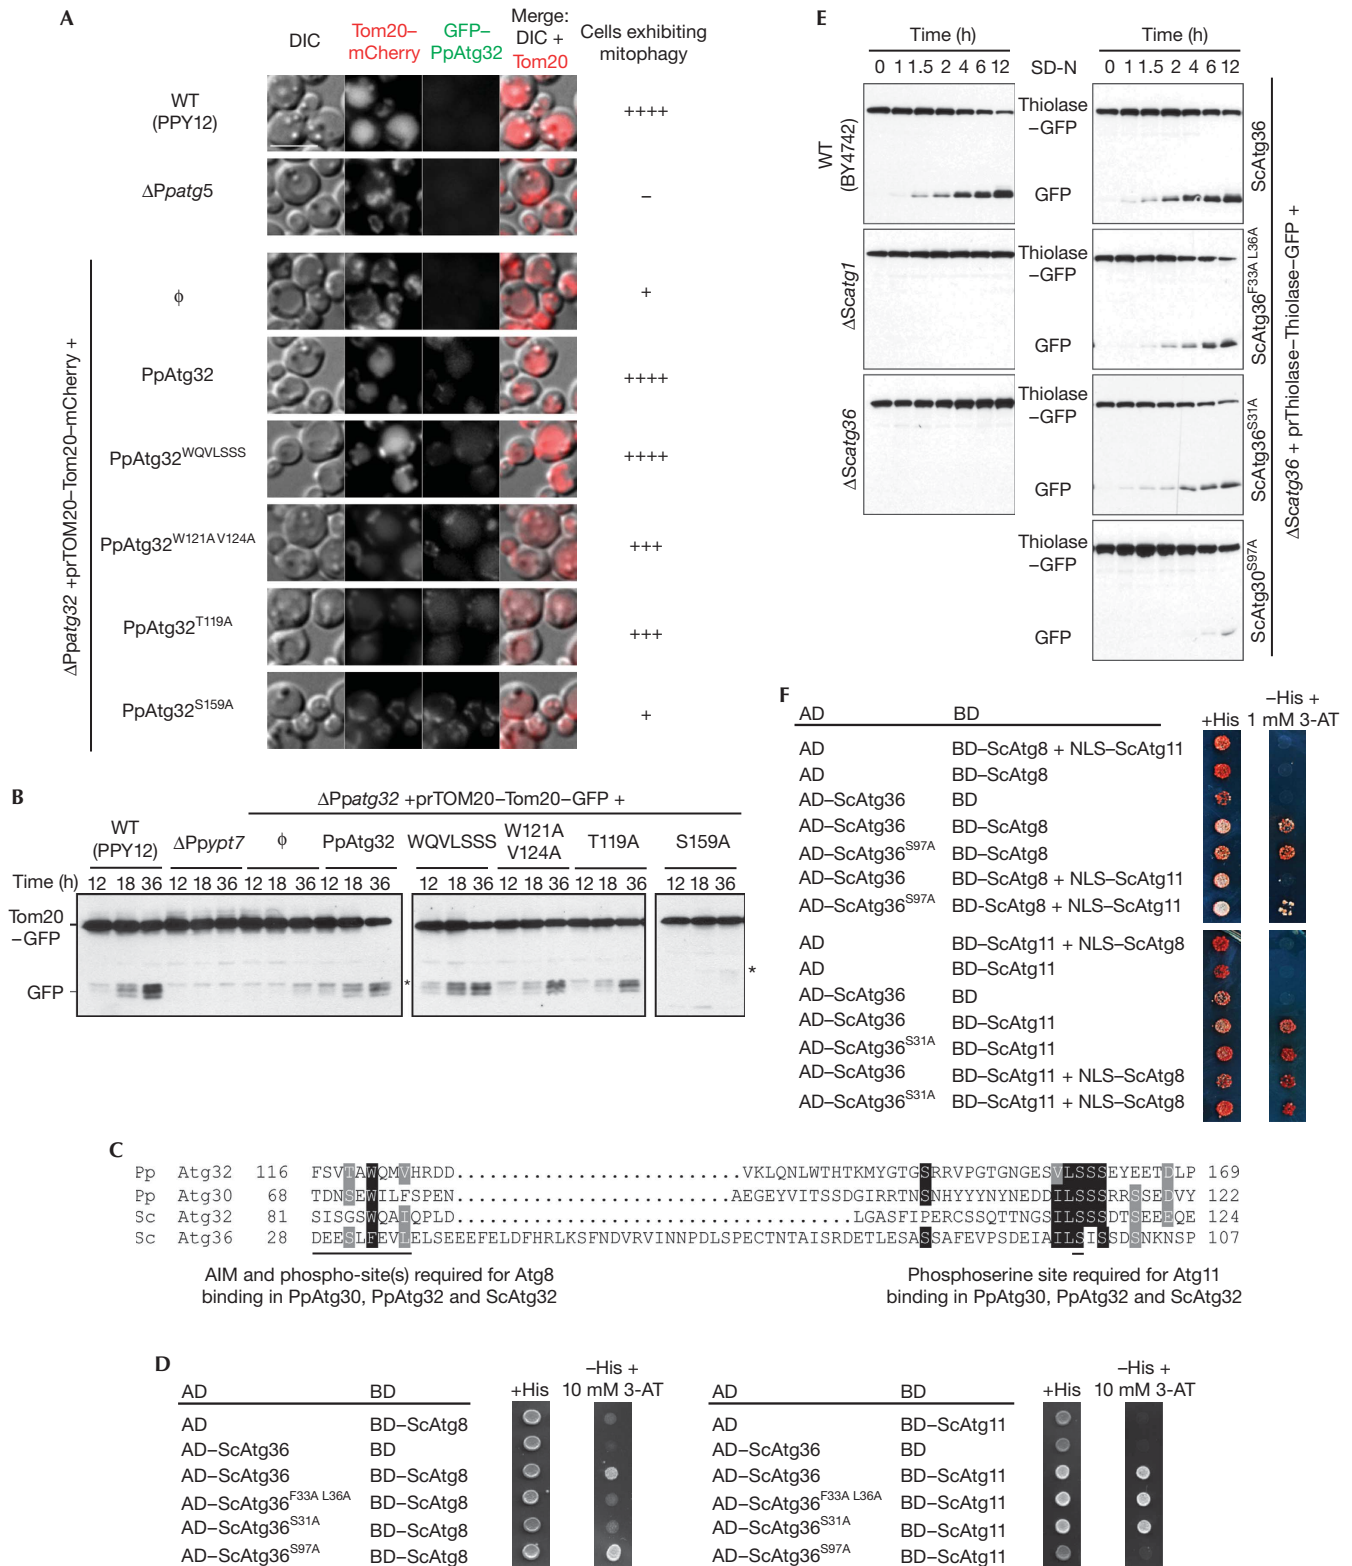 A
DIC
Tom20–
mCherry
GFP–
PpAtg32
Merge:
DIC +
Tom20
Cells exhibiting
mitophagy
WT
(PPY12)
++++
ΔPpatg5
–
ΔPpatg32 +prTOM20–Tom20–mCherry +
ϕ
+
PpAtg32
++++
PpAtg32WQVLSSS
++++
PpAtg32W121A V124A
+++
PpAtg32T119A
+++
PpAtg32S159A
+
B
ΔPpatg32 +prTOM20–Tom20–GFP +
WT
(PPY12)
ΔPpypt7
ϕ
PpAtg32
WQVLSSS
W121A
V124A
T119A
S159A
Time (h) 12 18 36 12 18 36 12 18 36 12 18 36 12 18 36 12 18 36 12 18 36 12 18 36
Tom20
–GFP
GFP
*
*
C
Pp Atg32 116 FSVTAWQMVHRDD.............................VKLQNLWTHTKMYGTGSRRVPGTGNGESVLSSSEYEETDLP 169
Pp Atg30 68 TDNSEWILFSPEN............................AEGEYVITSSDGIRRTNSNHYYYNYNEDDILSSSRRSSEDVY 122
Sc Atg32 81 SISGSWQAIQPLD........................................LGASFIPERCSSQTTNGSILSSSDTSEEEQE 124
Sc Atg36 28 DEESLFEVLELSEEEFELDFHRLKSFNDVRVINNPDLSPECTNTAISRDETLESASSAFEVPSDEIAILSISSDSNKNSP 107
AIM and phospho-site(s) required for Atg8
binding in PpAtg30, PpAtg32 and ScAtg32
Phosphoserine site required for Atg11
binding in PpAtg30, PpAtg32 and ScAtg32
D
AD BD +His –His +
10 mM 3-AT
AD BD–ScAtg8
AD–ScAtg36 BD
AD–ScAtg36 BD–ScAtg8
AD–ScAtg36F33A L36A BD–ScAtg8
AD–ScAtg36S31A BD–ScAtg8
AD–ScAtg36S97A BD–ScAtg8
AD BD +His –His +
10 mM 3-AT
AD BD–ScAtg11
AD–ScAtg36 BD
AD–ScAtg36 BD–ScAtg11
AD–ScAtg36F33A L36A BD–ScAtg11
AD–ScAtg36S31A BD–ScAtg11
AD–ScAtg36S97A BD–ScAtg11
E
Time (h)
Time (h)
0 1 1.5 2 4 6 12 SD-N 0 1 1.5 2 4 6 12
WT
(BY4742)
Thiolase
–GFP
GFP
ScAtg36
ΔScatg1
Thiolase
–GFP
GFP
ScAtg36F33A L36A
ΔScatg36
Thiolase
–GFP
GFP
ScAtg36S31A
Thiolase
–GFP
GFP
ScAtg30S97A
ΔScatg36 + prThiolase–Thiolase–GFP +
F
AD BD +His –His +
1 mM 3-AT
AD BD–ScAtg8 + NLS–ScAtg11
AD BD–ScAtg8
AD–ScAtg36 BD
AD–ScAtg36 BD–ScAtg8
AD–ScAtg36S97A BD–ScAtg8
AD–ScAtg36 BD–ScAtg8 + NLS–ScAtg11
AD–ScAtg36S97A BD-ScAtg8 + NLS–ScAtg11
AD BD–ScAtg11 + NLS–ScAtg8
AD BD–ScAtg11
AD–ScAtg36 BD
AD–ScAtg36 BD–ScAtg11
AD–ScAtg36S31A BD–ScAtg11
AD–ScAtg36 BD–ScAtg11 + NLS–ScAtg8
AD–ScAtg36S31A BD–ScAtg11 + NLS–ScAtg8